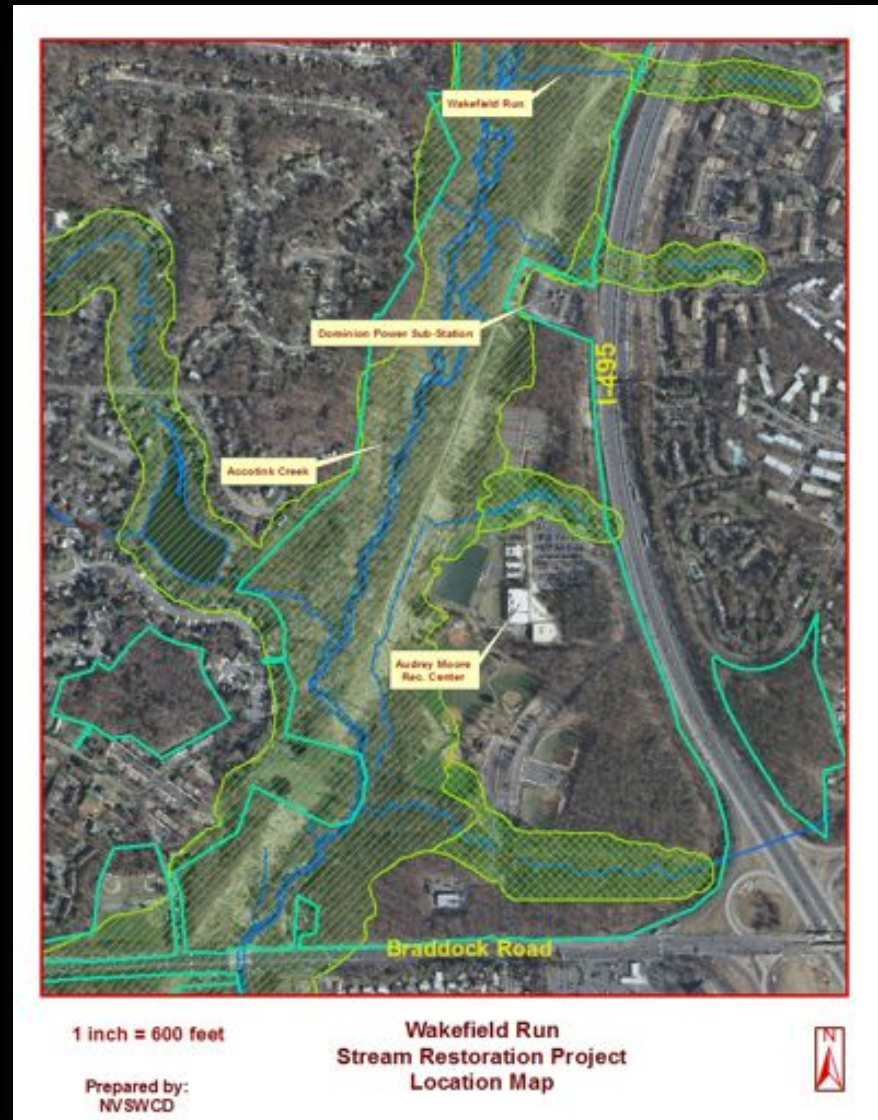 Wakefield Run
Dominion Power Sub-Station
I-495
Accotink Creek
Audrey Moore
Rec. Center
Braddock Road
1 inch = 600 feet
Prepared by:
NVSWCD
Wakefield Run
Stream Restoration Project
Location Map
N